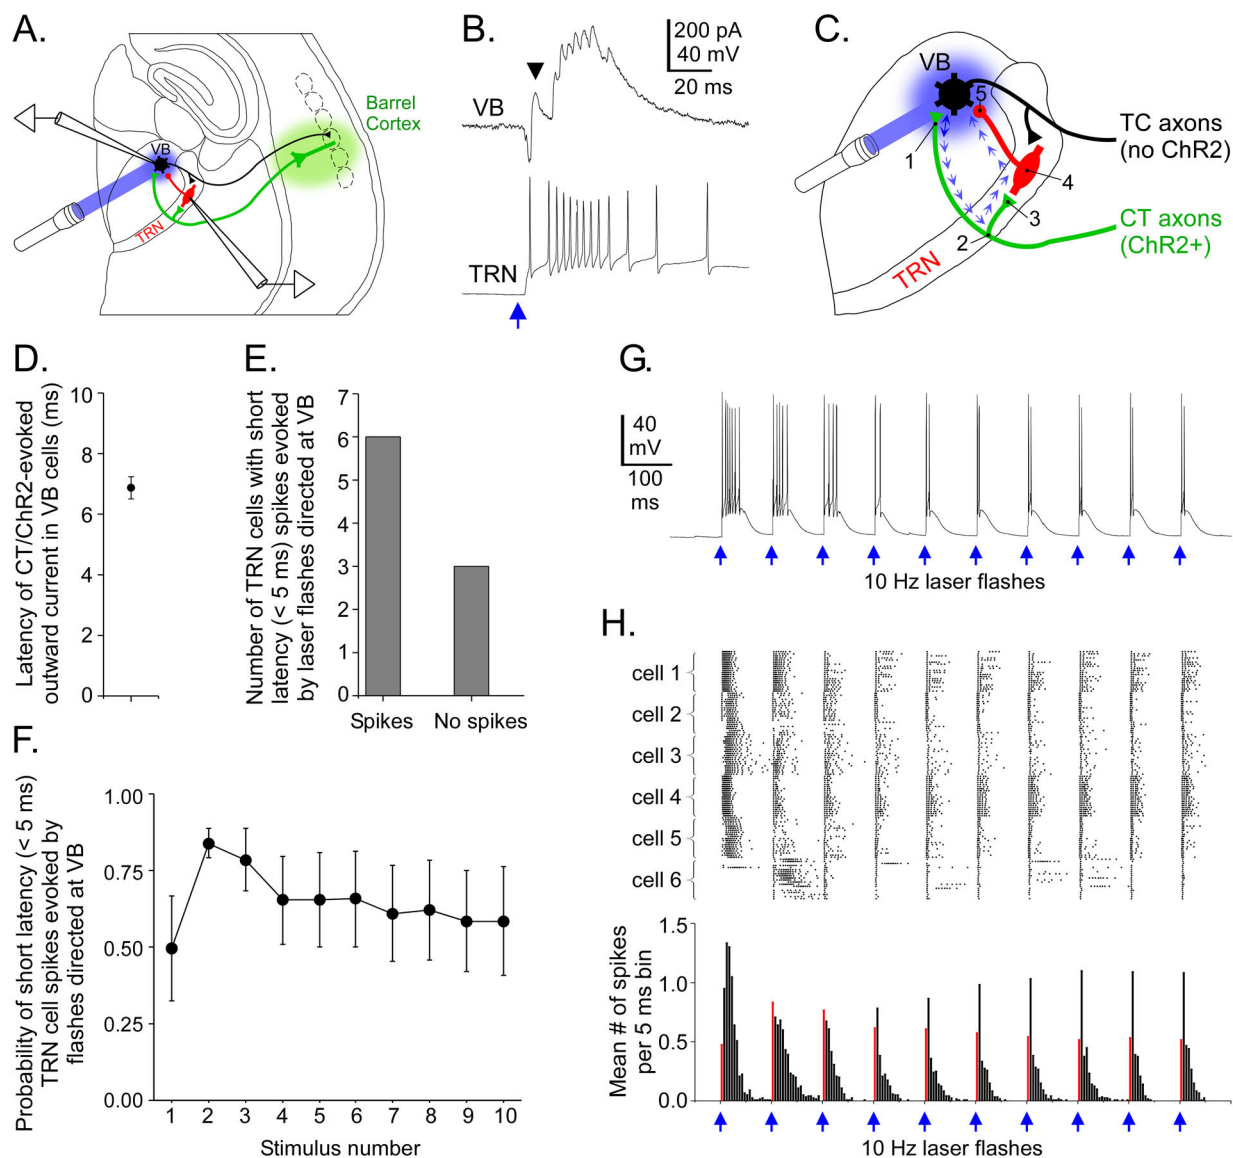 A.
VB
TRN
Barrel
Cortex
B.
VB
TRN
200 pA
40 mV
20 ms
C.
VB
5
1
4
3
2
TRN
TC axons
(no ChR2)
CT axons
(ChR2+)
D.
Latency of CT/ChR2-evoked
outward current in VB cells (ms)
10
8
6
4
2
0
E.
Number of TRN cells with short
latency (< 5 ms) spikes evoked
by laser flashes directed at VB
7
6
5
4
3
2
1
0
Spikes
No spikes
F.
Probability of short latency (< 5 ms)
TRN cell spikes evoked by
flashes directed at VB
1.00
0.75
0.50
0.25
0.00
1 2 3 4 5 6 7 8 9 10
Stimulus number
G.
40
mV
100
ms
10 Hz laser flashes
H.
cell 1
cell 2
cell 3
cell 4
cell 5
cell 6
Mean # of spikes
per 5 ms bin
1.5
1.0
0.5
0.0
10 Hz laser flashes